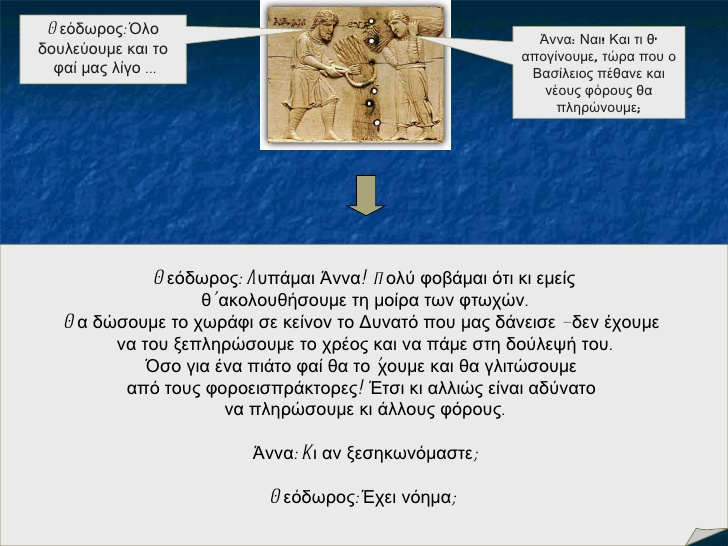 Θεόδωρος: Όλο
δουλεύουμε και το
φαί μας λίγο ...
Άννα: Ναι! Και τι θ'
απογίνουμε, τώρα που ο
Βασίλειος πέθανε και
νέους φόρους θα
πληρώνουμε;
Θεόδωρος: Λυπάμαι Άννα! Πολύ φοβάμαι ότι κι εμείς
θ΄ακολουθήσουμε τη μοίρα των φτωχών.
Θα δώσουμε το χωράφι σε κείνον το Δυνατό που μας δάνεισε –δεν έχουμε
να του ξεπληρώσουμε το χρέος και να πάμε στη δούλεψή του.
Όσο για ένα πιάτο φαί θα το ΄χουμε και θα γλιτώσουμε
από τους φοροεισπράκτορες! Έτσι κι αλλιώς είναι αδύνατο
να πληρώσουμε κι άλλους φόρους.
Άννα: Κι αν ξεσηκωνόμαστε;
Θεόδωρος: Έχει νόημα;